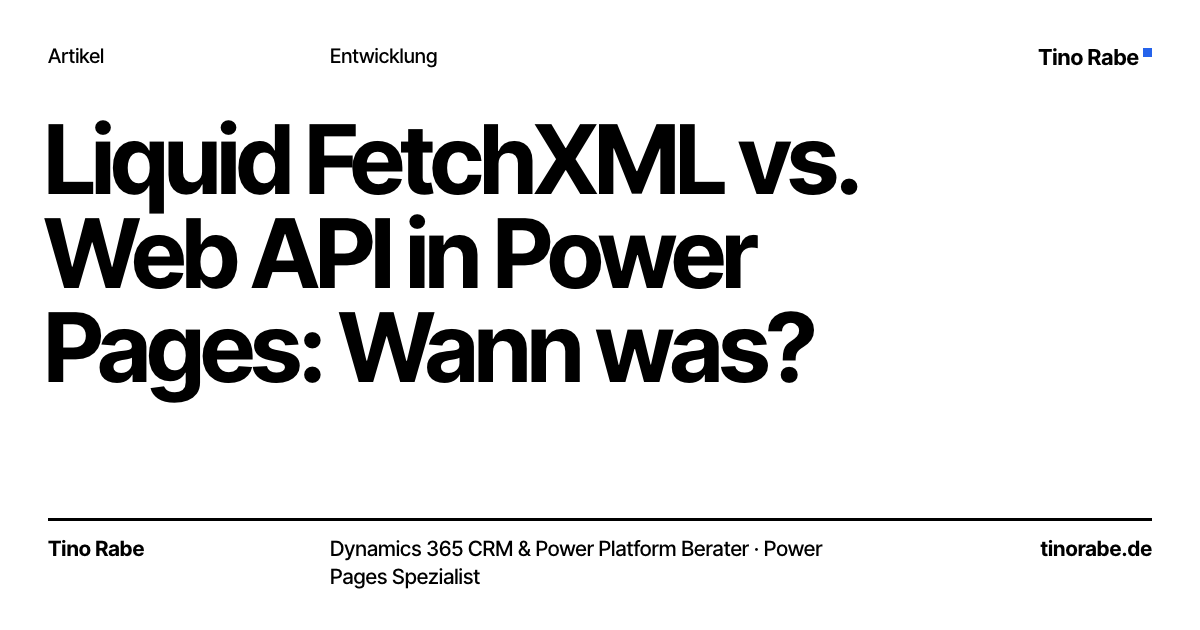 Artikel
Entwicklung
Tino Rabe
Liquid FetchXML vs.
Web API in Power
Pages: Wann was?
Tino Rabe
Dynamics 365 CRM & Power Platform Berater · Power
Pages Spezialist
tinorabe.de